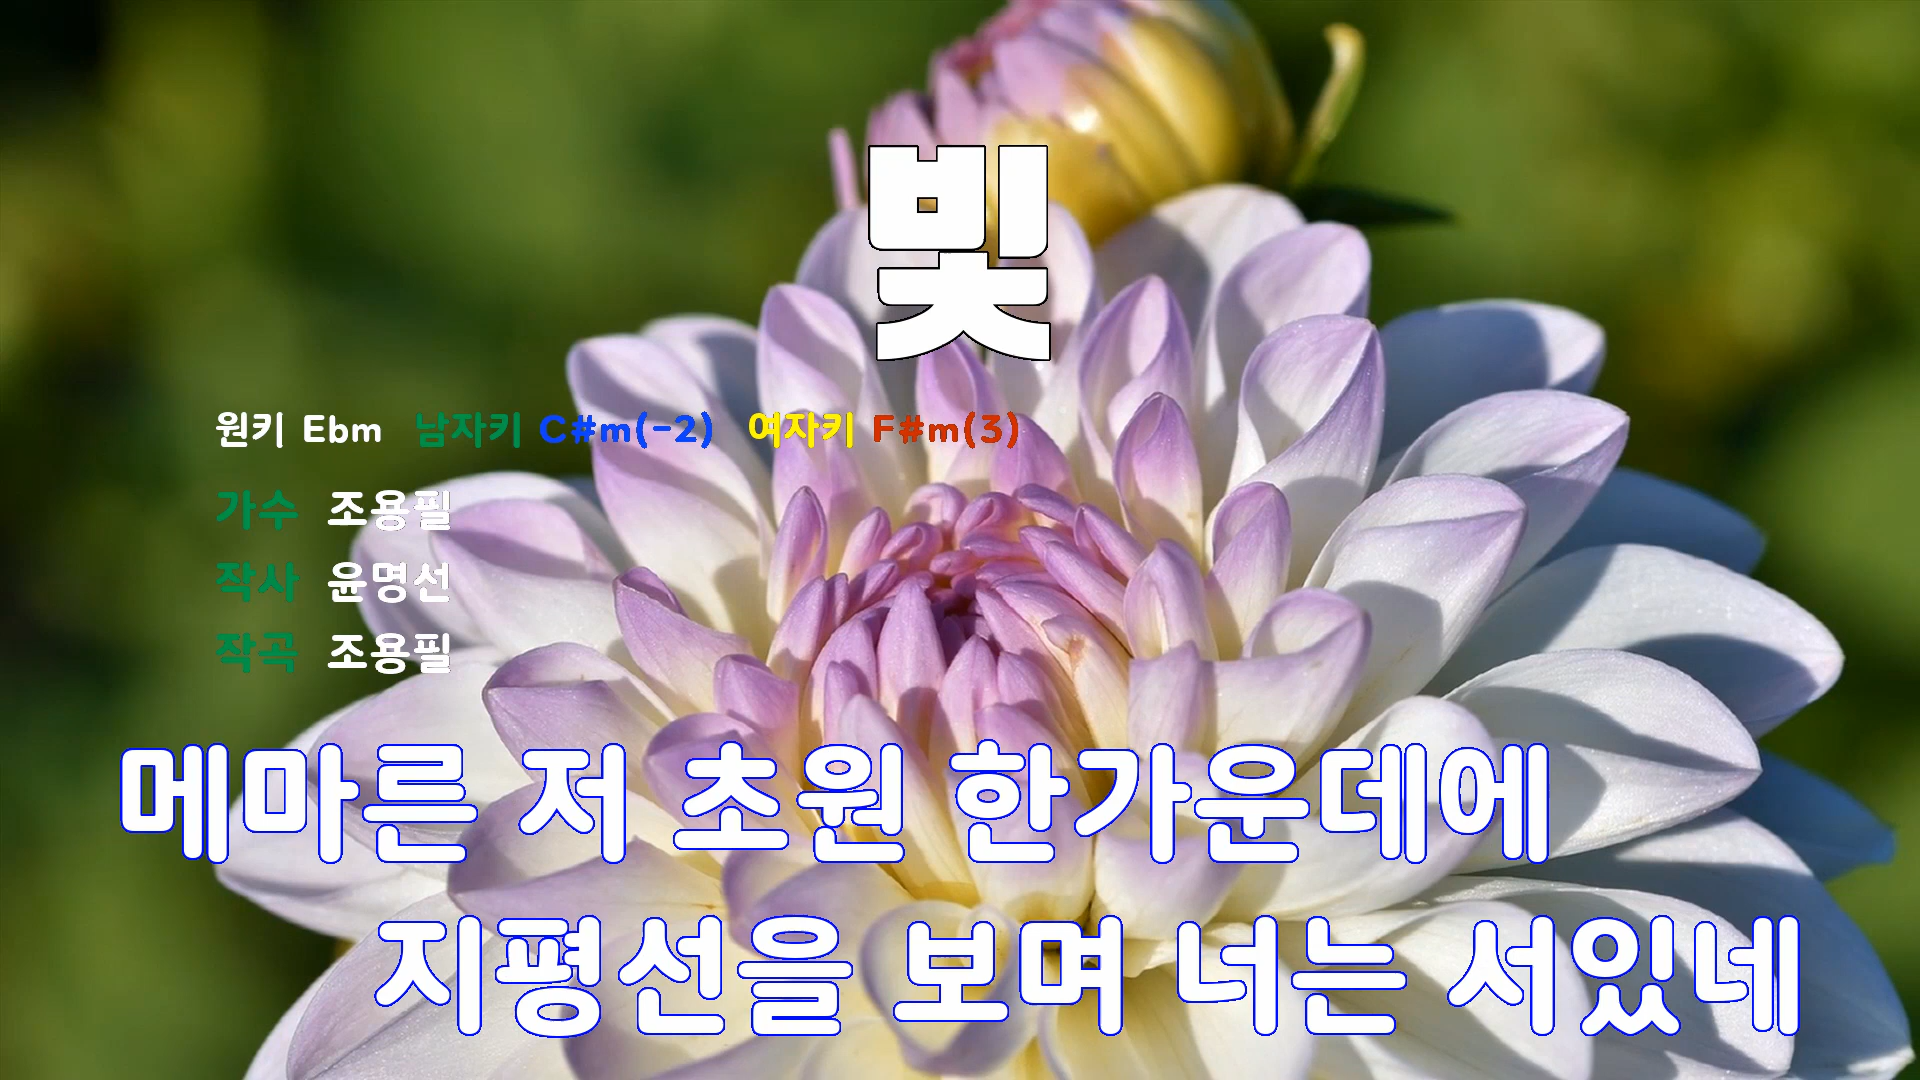 빛
원키 Ebm 남자키 C#m(-2) 여자키 F#m(3)
가수 조용필
작사 윤명선
작곡 조용필
메마른 저 초원 한가운데에
지평선을 보며 너는 서있네